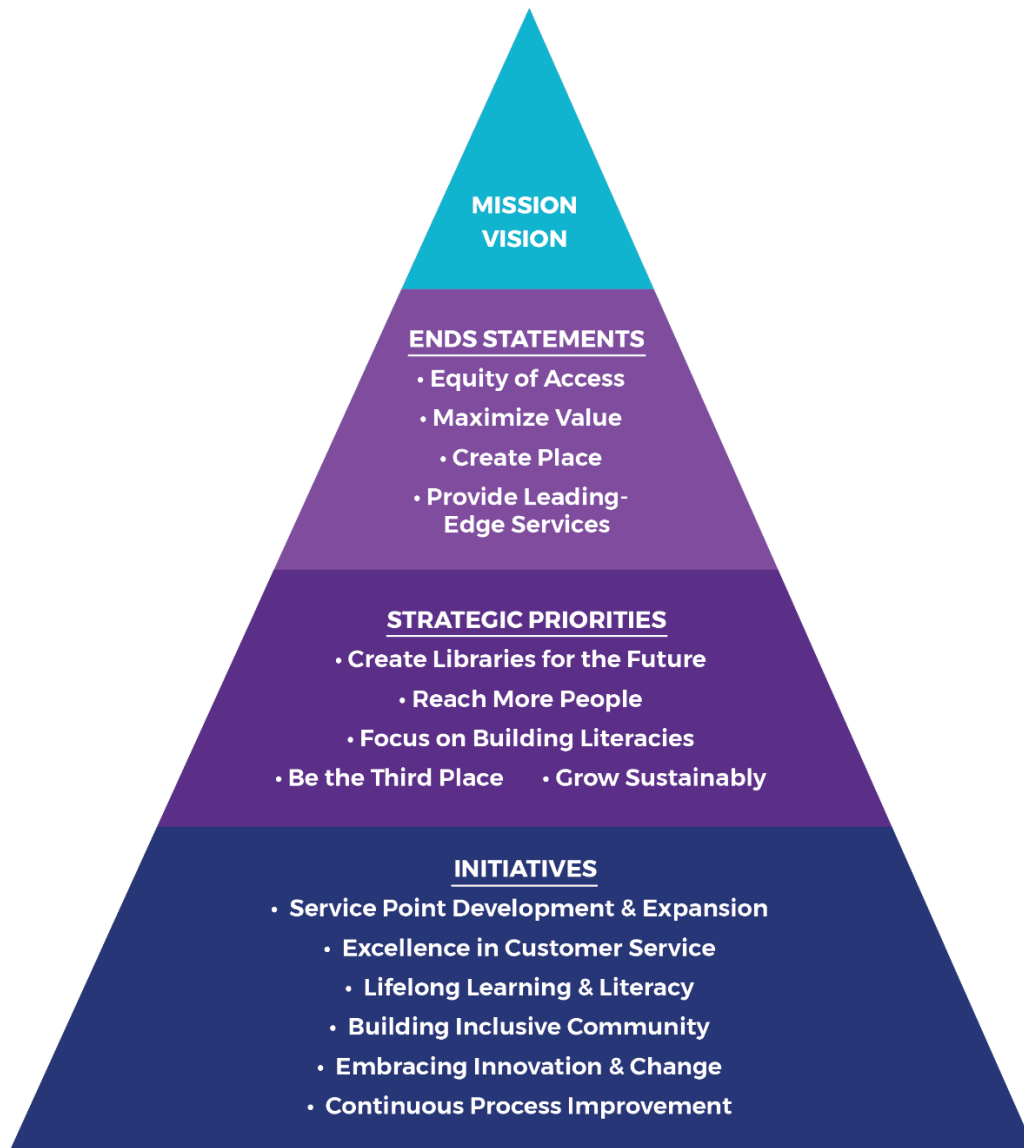 MISSION
VISION
ENDS STATEMENTS
• Equity of Access
• Maximize Value
• Create Place
• Provide Leading-
Edge Services
STRATEGIC PRIORITIES
• Create Libraries for the Future
• Reach More People
• Focus on Building Literacies
• Be the Third Place • Grow Sustainably
INITIATIVES
• Service Point Development & Expansion
• Excellence in Customer Service
• Lifelong Learning & Literacy
• Building Inclusive Community
• Embracing Innovation & Change
• Continuous Process Improvement